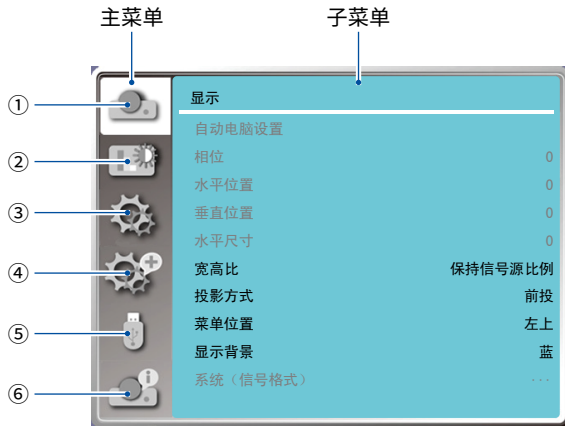 主菜单 子菜单
① 显示
自动电脑设置
② 相位 0
水平位置 0
③ 垂直位置 0
水平尺寸 0
④ 宽高比 保持信号源比例
投影方式 前投
⑤ 菜单位置 左上
显示背景 蓝
⑥ 系统（信号格式） ···